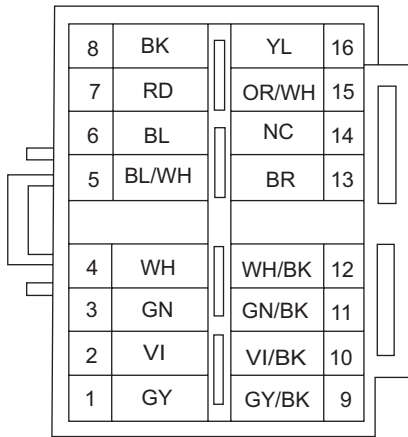 8 BK YL 16
7 RD OR/WH 15
6 BL NC 14
5 BL/WH BR 13
4 WH WH/BK 12
3 GN GN/BK 11
2 VI VI/BK 10
1 GY GY/BK 9